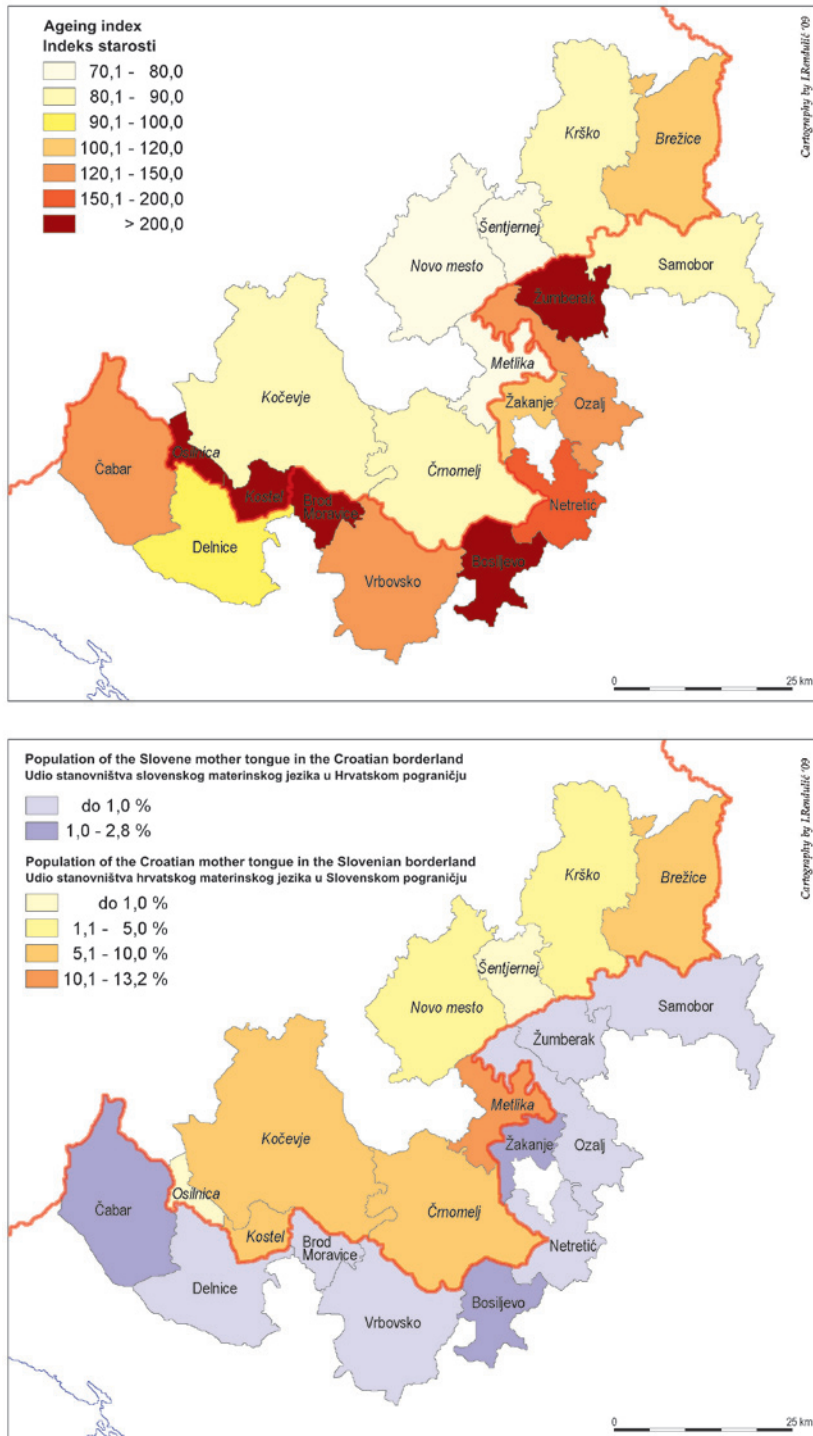 Ageing index
Indeks starosti
70,1 - 80,0
80,1 - 90,0
90,1 - 100,0
100,1 - 120,0
120,1 - 150,0
150,1 - 200,0
> 200,0
Cartography by I.Rendulić '09
Krško
Brežice
Šentjernej
Novo mesto
Samobor
Žumberak
Metlika
Kočevje
Žakanje
Ozalj
Osilnica
Čabar
Črnomelj
Kostel
Brod
Moravice
Netretić
Delnice
Bosiljevo
Vrbovsko
0 25 km
Population of the Slovene mother tongue in the Croatian borderland
Udio stanovništva slovenskog materinskog jezika u Hrvatskom pograničju
do 1,0 %
1,0 - 2,8 %
Population of the Croatian mother tongue in the Slovenian borderland
Udio stanovništva hrvatskog materinskog jezika u Slovenskom pograničju
do 1,0 %
1,1 - 5,0 %
5,1 - 10,0 %
10,1 - 13,2 %
Cartography by I.Rendulić '09
Krško
Brežice
Šentjernej
Novo mesto
Samobor
Žumberak
Metlika
Kočevje
Žakanje
Ozalj
Osilnica
Čabar
Črnomelj
Kostel
Brod
Moravice
Netretić
Delnice
Bosiljevo
Vrbovsko
0 25 km